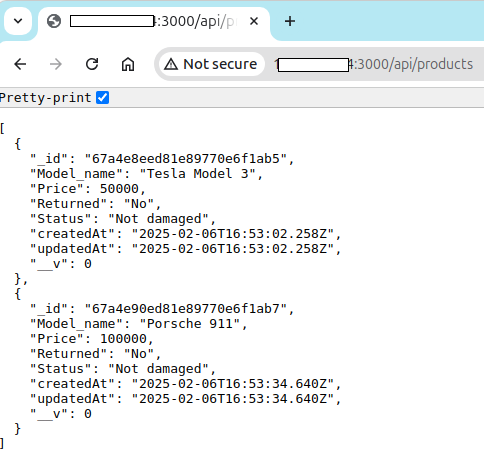 :3000/api/p
Not secure
1 4:3000/api/products
Pretty-print
[
  {
    "_id": "67a4e8eed81e89770e6f1ab5",
    "Model_name": "Tesla Model 3",
    "Price": 50000,
    "Returned": "No",
    "Status": "Not damaged",
    "createdAt": "2025-02-06T16:53:02.258Z",
    "updatedAt": "2025-02-06T16:53:02.258Z",
    "__v": 0
  },
  {
    "_id": "67a4e90ed81e89770e6f1ab7",
    "Model_name": "Porsche 911",
    "Price": 100000,
    "Returned": "No",
    "Status": "Not damaged",
    "createdAt": "2025-02-06T16:53:34.640Z",
    "updatedAt": "2025-02-06T16:53:34.640Z",
    "__v": 0
  }
]